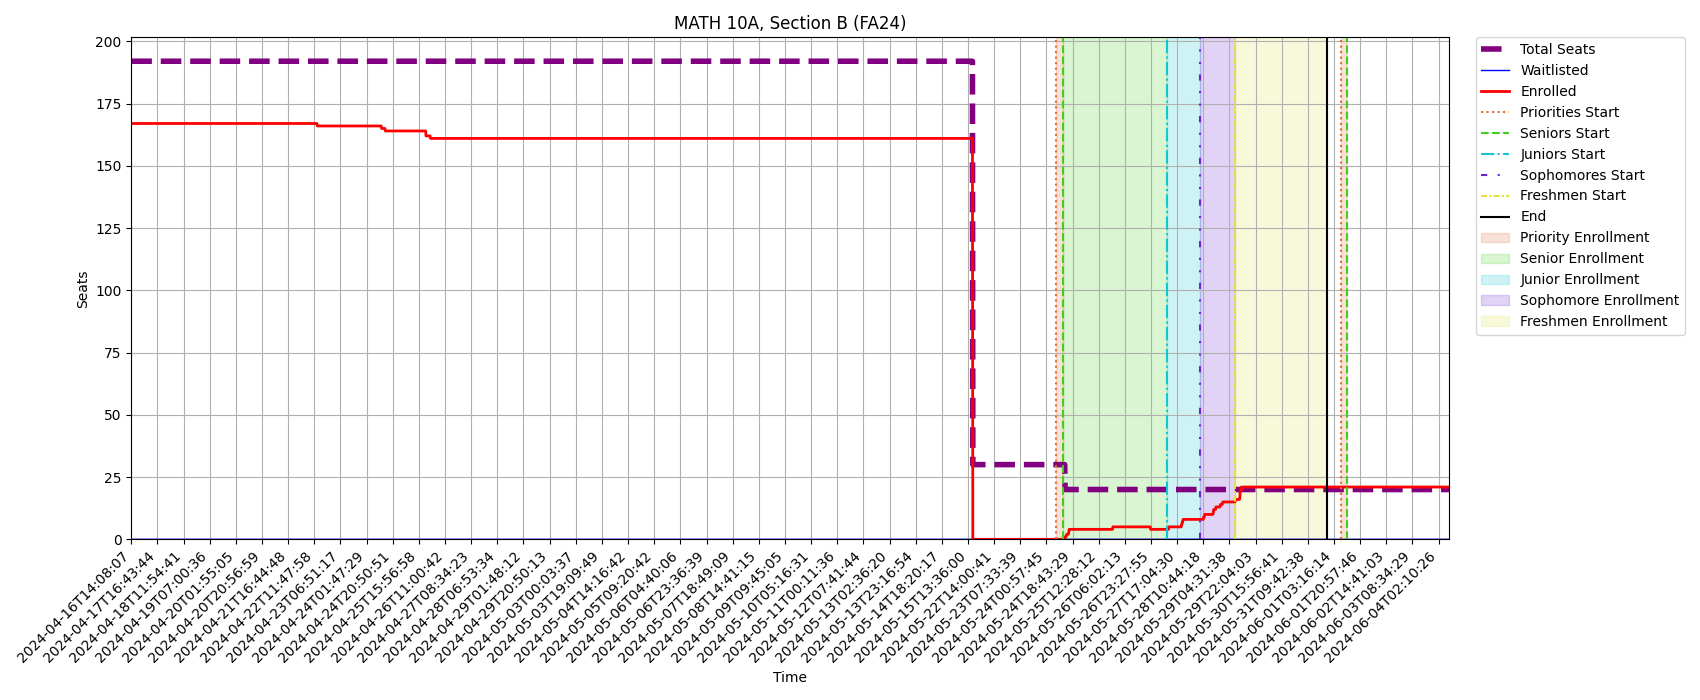 MATH 10A, Section B (FA24)
200
175
150
125
100
75
50
25
0
Seats
2024-04-16T14:08:07
2024-04-17T16:43:44
2024-04-18T11:54:41
2024-04-19T07:00:36
2024-04-20T01:55:05
2024-04-20T20:56:59
2024-04-21T16:44:48
2024-04-22T11:47:58
2024-04-23T06:51:17
2024-04-24T01:47:29
2024-04-24T20:50:51
2024-04-25T15:56:58
2024-04-26T11:00:42
2024-04-27T08:34:23
2024-04-28T06:53:34
2024-04-29T01:48:12
2024-04-29T20:50:13
2024-05-03T00:03:37
2024-05-03T19:09:49
2024-05-04T14:16:42
2024-05-05T09:20:42
2024-05-06T04:40:06
2024-05-06T23:36:39
2024-05-07T18:49:09
2024-05-08T14:41:15
2024-05-09T09:45:05
2024-05-10T05:16:31
2024-05-11T00:11:36
2024-05-12T07:41:44
2024-05-13T02:36:20
2024-05-13T23:16:54
2024-05-14T18:20:17
2024-05-15T13:36:00
2024-05-22T14:00:41
2024-05-23T07:33:39
2024-05-24T00:57:45
2024-05-24T18:43:29
2024-05-25T12:28:12
2024-05-26T06:02:13
2024-05-26T23:27:55
2024-05-27T17:04:30
2024-05-28T10:44:18
2024-05-29T04:31:38
2024-05-29T22:04:03
2024-05-30T15:56:41
2024-05-31T09:42:38
2024-06-01T03:16:14
2024-06-01T20:57:46
2024-06-02T14:41:03
2024-06-03T08:34:29
2024-06-04T02:10:26
Time
Total Seats
Waitlisted
Enrolled
Priorities Start
Seniors Start
Juniors Start
Sophomores Start
Freshmen Start
End
Priority Enrollment
Senior Enrollment
Junior Enrollment
Sophomore Enrollment
Freshmen Enrollment